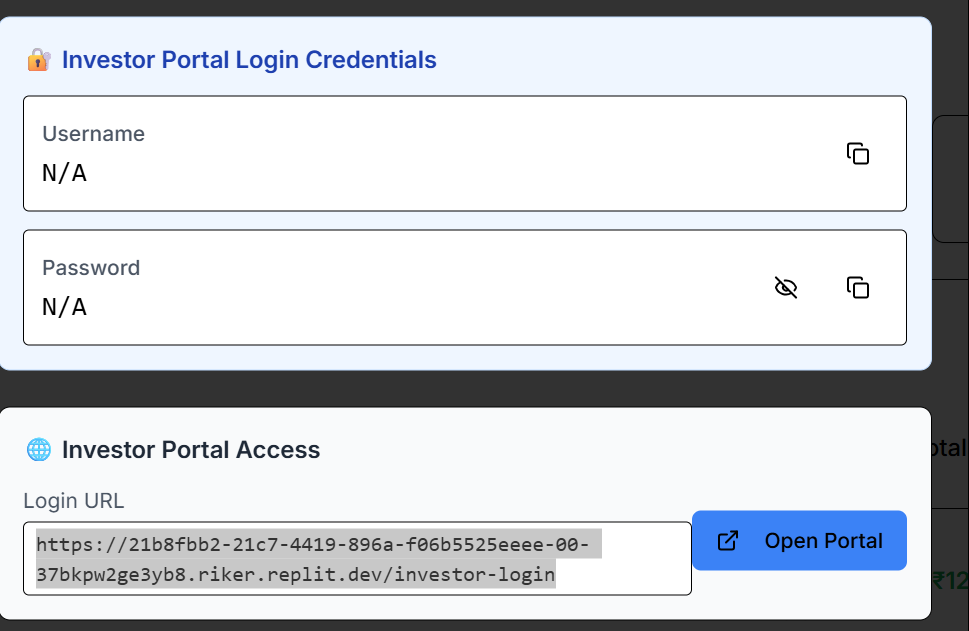 Investor Portal Login Credentials
Username
N/A
Password
N/A
Investor Portal Access
Login URL
https://21b8fbb2-21c7-4419-896a-f06b5525eeee-00-
37bkpw2ge3yb8.riker.replit.dev/investor-login
Open Portal
otal
₹12